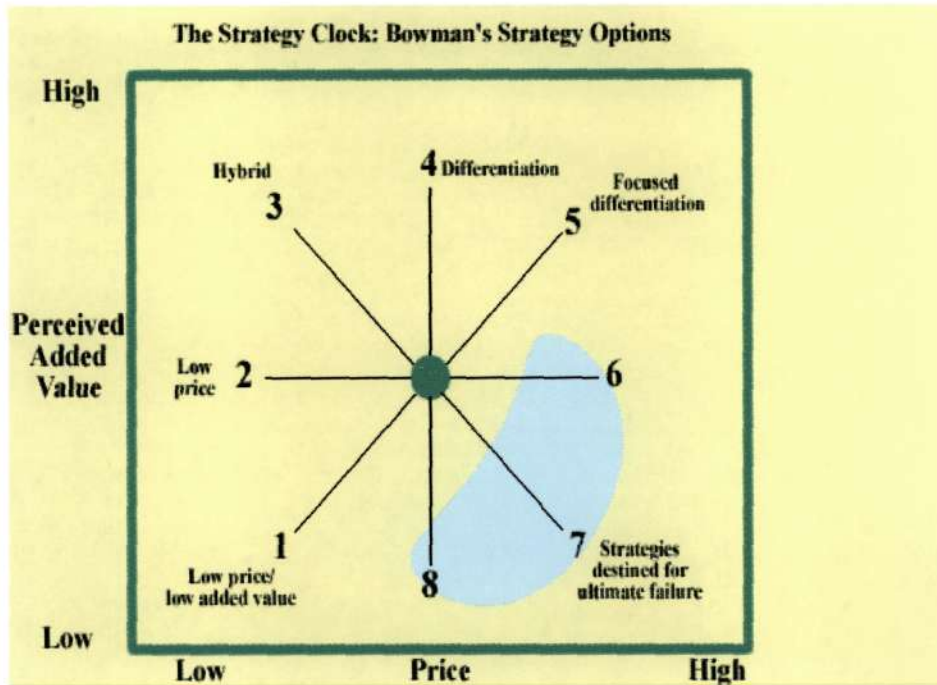 The Strategy Clock: Bowman's Strategy Options
High
4 Differentiation
Hybrid
3
Focused
differentiation
5
Perceived
Added
Value
Low
price
2
6
1
Low price/
low added value
8
7
Strategies
destined for
ultimate failure
Low
Low
Price
High